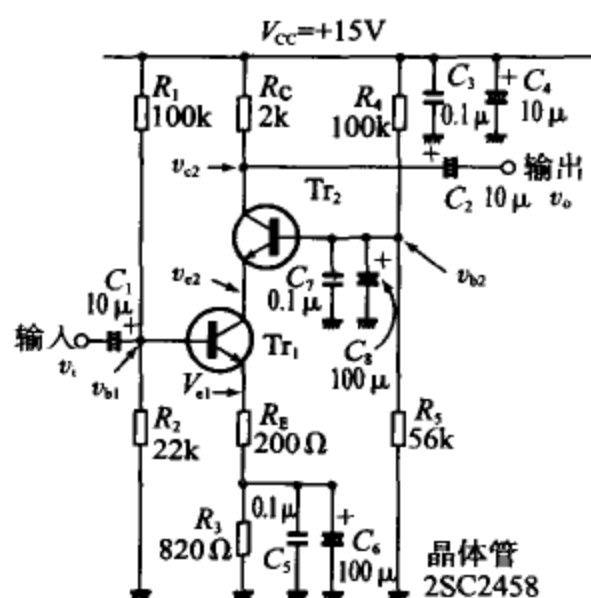 V_CC=+15V
R_1
100k
R_C
2k
R_4
100k
C_3
0.1μ
+
C_4
10μ
v_c2
+
C_2
10μ
输出
v_o
Tr_2
v_e2
C_7
0.1μ
+
C_8
100μ
v_b2
C_1
10μ
+
输入
v_i
v_b1
Tr_1
V_e1
R_2
22k
R_E
200Ω
R_5
56k
R_3
820Ω
0.1μ
C_5
+
C_6
100μ
晶体管
2SC2458